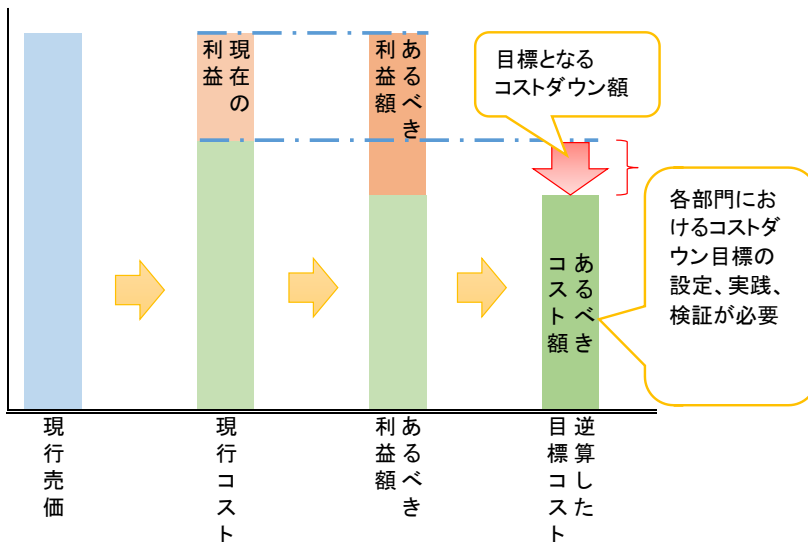 現在の
利益
あるべき
利益額
目標となる
コストダウン額
各部門にお
けるコストダ
ウン目標の
設定、実践、
検証が必要
あるべき
コスト額
現行売価
現行コスト
あるべき
利益額
逆算した
目標コスト